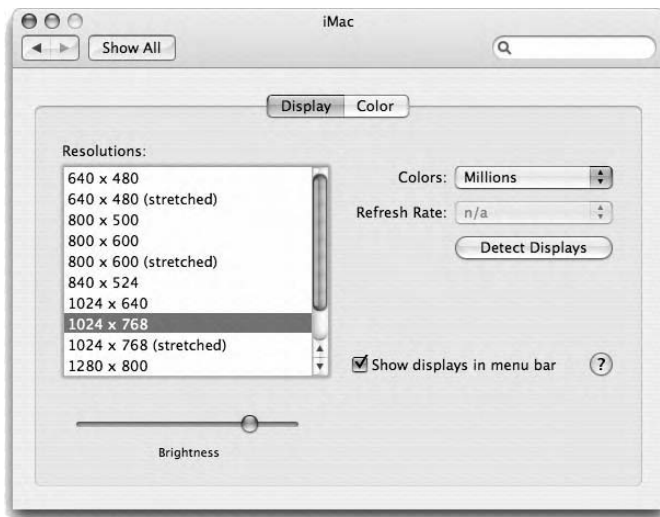 iMac
Show All
Display Color
Resolutions:
640 x 480
640 x 480 (stretched)
800 x 500
800 x 600
800 x 600 (stretched)
840 x 524
1024 x 640
1024 x 768
1024 x 768 (stretched)
1280 x 800
Colors: Millions
Refresh Rate: n/a
Detect Displays
Show displays in menu bar ?
Brightness